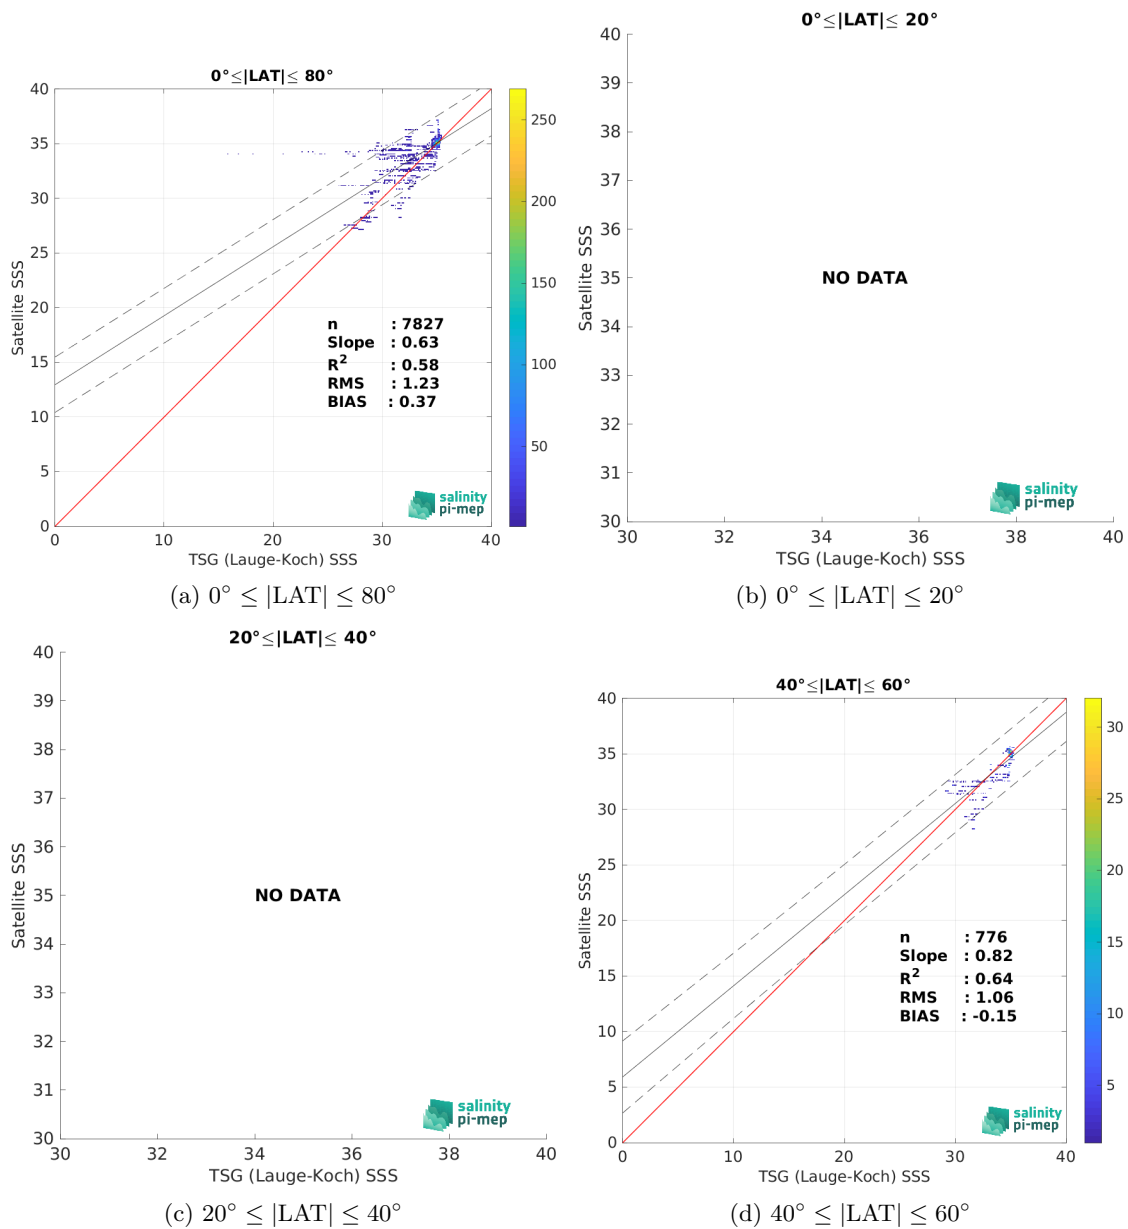 0°≤|LAT|≤ 80°
40
35
30
25
20
15
10
5
0
Satellite SSS
0
10
20
30
40
TSG (Lauge-Koch) SSS
n : 7827
Slope : 0.63
R² : 0.58
RMS : 1.23
BIAS : 0.37
salinity
pi-mep
250
200
150
100
50
(a) 0° ≤ |LAT| ≤ 80°
0°≤|LAT|≤ 20°
40
39
38
37
36
35
34
33
32
31
30
Satellite SSS
NO DATA
salinity
pi-mep
30
32
34
36
38
40
TSG (Lauge-Koch) SSS
(b) 0° ≤ |LAT| ≤ 20°
20°≤|LAT|≤ 40°
40
39
38
37
36
35
34
33
32
31
30
Satellite SSS
NO DATA
salinity
pi-mep
30
32
34
36
38
40
TSG (Lauge-Koch) SSS
(c) 20° ≤ |LAT| ≤ 40°
40°≤|LAT|≤ 60°
40
35
30
25
20
15
10
5
0
Satellite SSS
n : 776
Slope : 0.82
R² : 0.64
RMS : 1.06
BIAS : -0.15
salinity
pi-mep
0
10
20
30
40
TSG (Lauge-Koch) SSS
30
25
20
15
10
5
(d) 40° ≤ |LAT| ≤ 60°